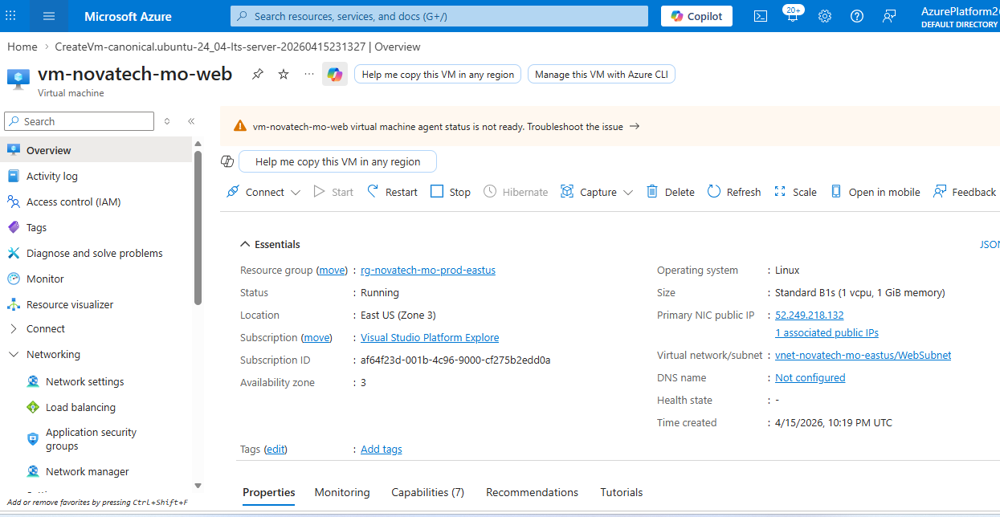 Microsoft Azure
Search resources, services, and docs (G+/)
Copilot
20+
AzurePlatform2
DEFAULT DIRECTORY
Home > CreateVm-canonical.ubuntu-24_04-lts-server-20260415231327 | Overview
vm-novatech-mo-web
Virtual machine
Help me copy this VM in any region
Manage this VM with Azure CLI
Search
Overview
Activity log
Access control (IAM)
Tags
Diagnose and solve problems
Monitor
Resource visualizer
Connect
Networking
Network settings
Load balancing
Application security
groups
Network manager
Add or remove favorites by pressing Ctrl+Shift+F
vm-novatech-mo-web virtual machine agent status is not ready. Troubleshoot the issue →
Help me copy this VM in any region
Connect Start Restart Stop Hibernate Capture Delete Refresh Scale Open in mobile Feedback
Essentials
JSON
Resource group (move) : rg-novatech-mo-prod-eastus
Status : Running
Location : East US (Zone 3)
Subscription (move) : Visual Studio Platform Explore
Subscription ID : af64f23d-001b-4c96-9000-cf275b2edd0a
Availability zone : 3
Operating system : Linux
Size : Standard B1s (1 vcpu, 1 GiB memory)
Primary NIC public IP : 52.249.218.132
1 associated public IPs
Virtual network/subnet : vnet-novatech-mo-eastus/WebSubnet
DNS name : Not configured
Health state : -
Time created : 4/15/2026, 10:19 PM UTC
Tags (edit) : Add tags
Properties Monitoring Capabilities (7) Recommendations Tutorials